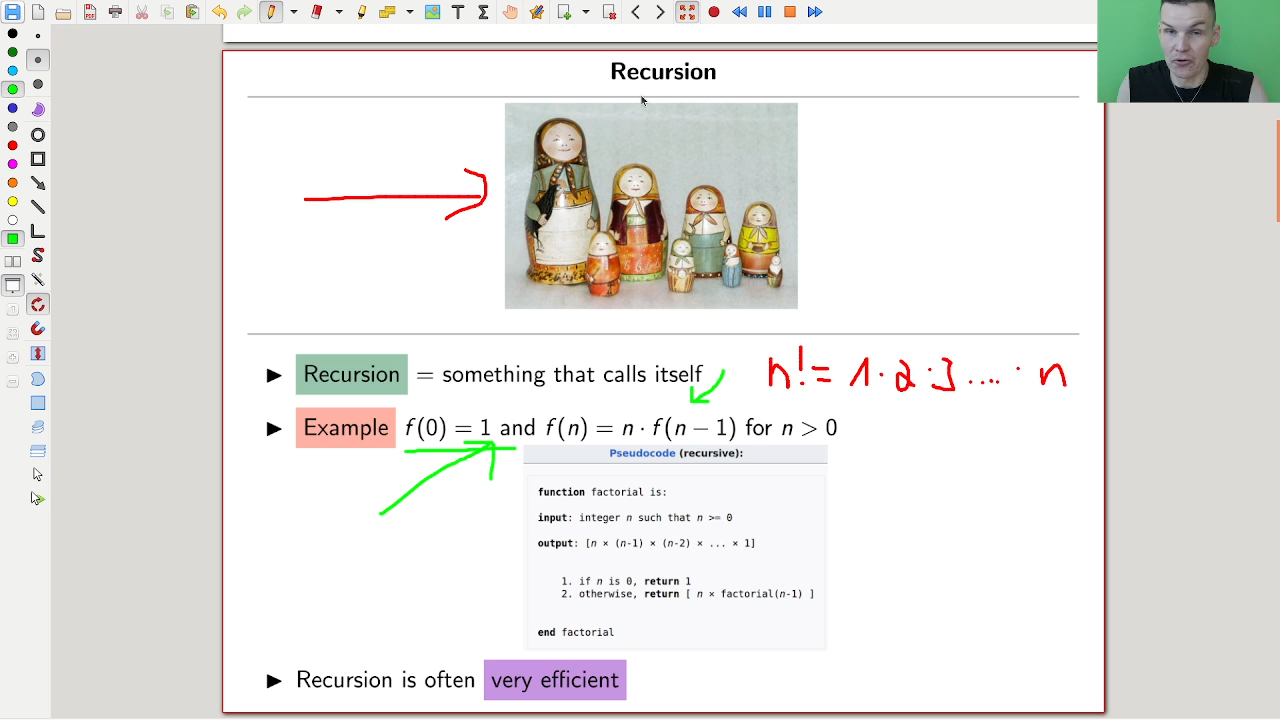 Recursion
▶ Recursion = something that calls itself
n! = 1 · 2 · 3 .... · n
▶ Example f(0) = 1 and f(n) = n · f(n − 1) for n > 0
Pseudocode (recursive):
function factorial is:
input: integer n such that n >= 0
output: [n × (n-1) × (n-2) × ... × 1]
1. if n is 0, return 1
2. otherwise, return [ n × factorial(n-1) ]
end factorial
▶ Recursion is often very efficient